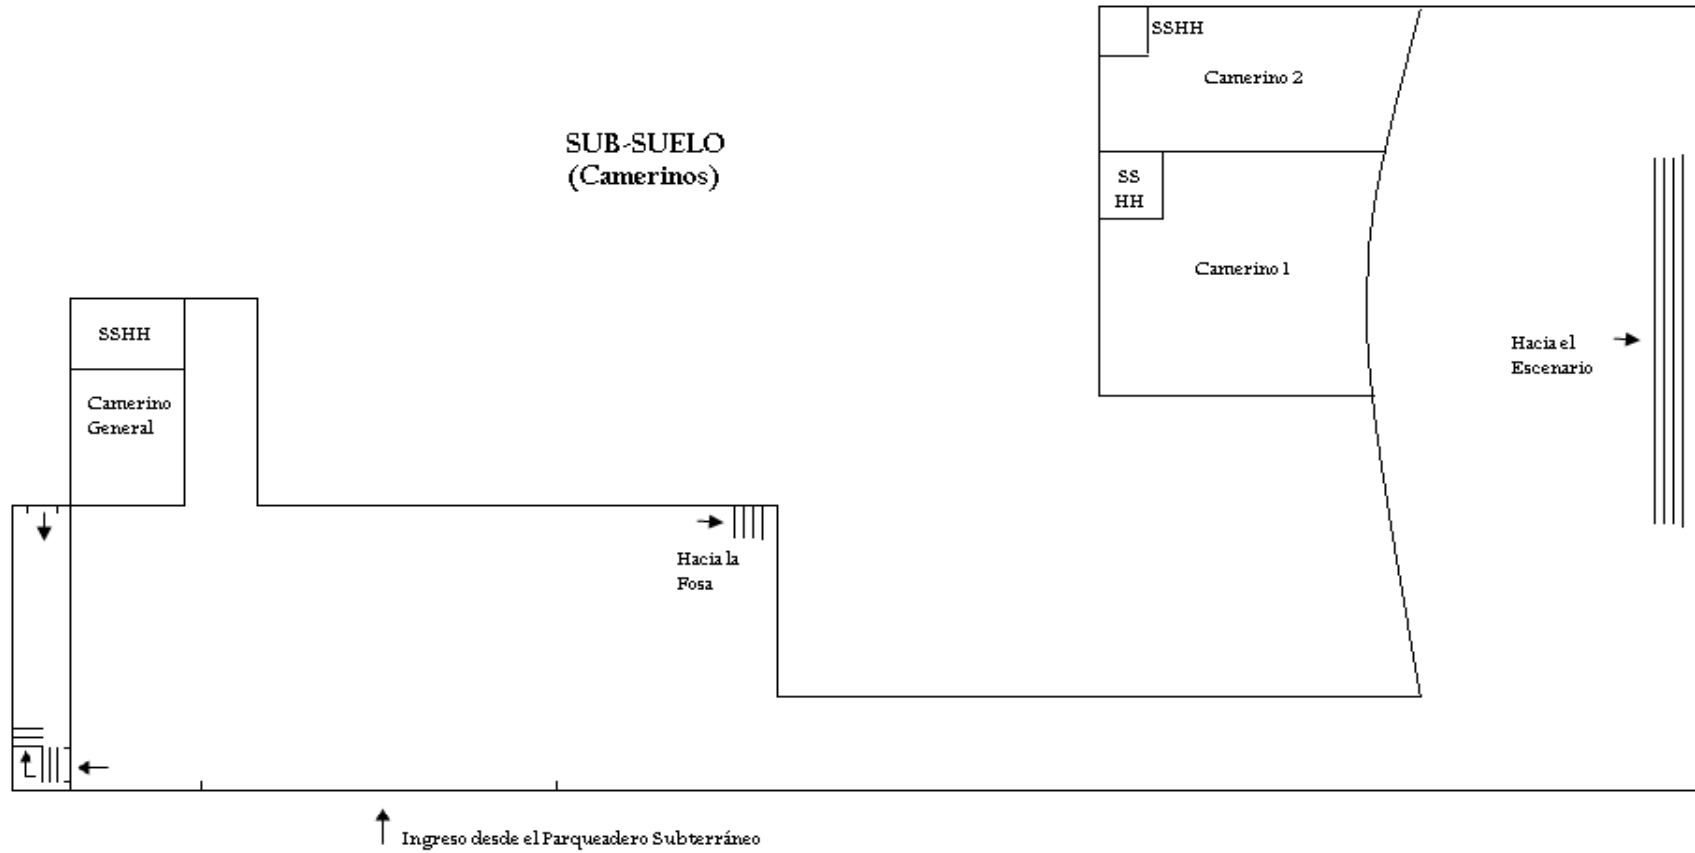 SSHH
Camerino 2
SUB-SUELO
(Camerinos)
SS
HH
Camerino 1
SSHH
Hacia el
Escenario
Camerino
General
Hacia la
Fosa
Ingreso desde el Parqueadero Subterráneo